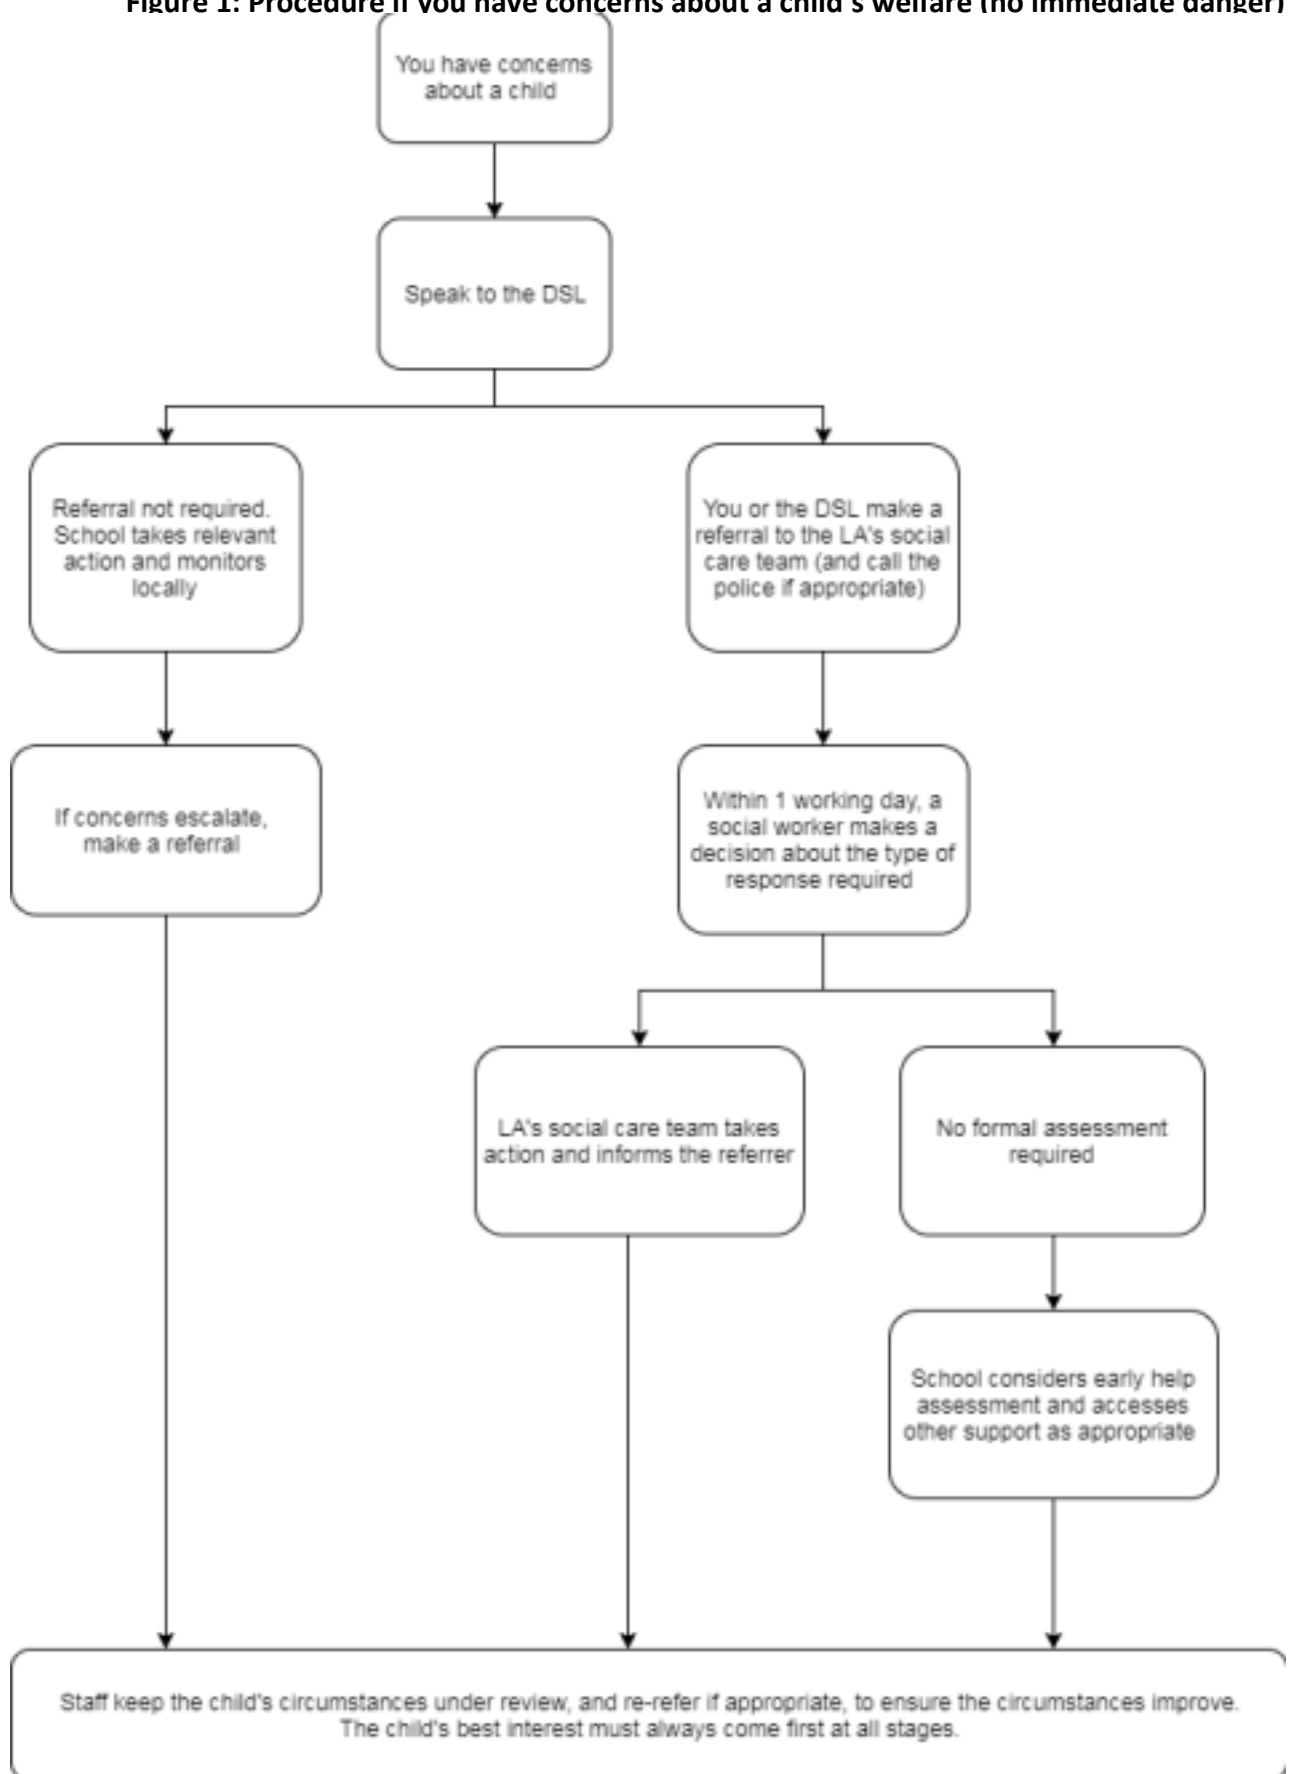 Figure 1: Procedure if you have concerns about a child's welfare (no immediate danger)
You have concerns
about a child
Speak to the DSL
Referral not required.
School takes relevant
action and monitors
locally
You or the DSL make a
referral to the LA's social
care team (and call the
police if appropriate)
If concerns escalate,
make a referral
Within 1 working day, a
social worker makes a
decision about the type of
response required
LA's social care team takes
action and informs the referrer
No formal assessment
required
School considers early help
assessment and accesses
other support as appropriate
Staff keep the child's circumstances under review, and re-refer if appropriate, to ensure the circumstances improve.
The child's best interest must always come first at all stages.